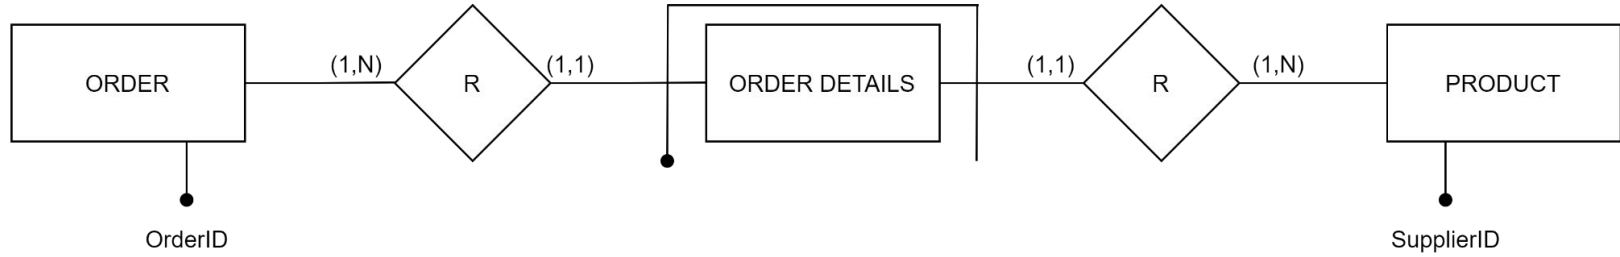 ORDER
(1,N)
R
(1,1)
ORDER DETAILS
(1,1)
R
(1,N)
PRODUCT
OrderID
SupplierID